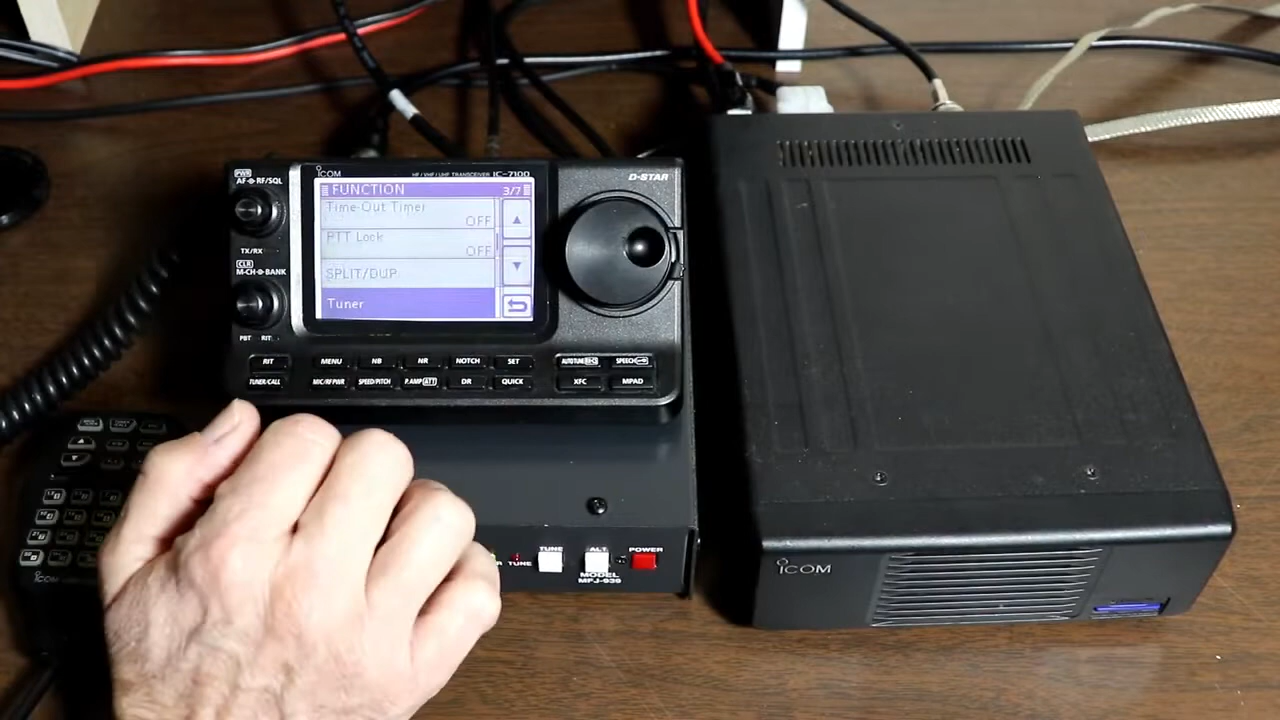 ICOM
HF/VHF/UHF TRANSCEIVER IC-7100
PWR
AF RF/SQL
FUNCTION 3/7
Time-Out Timer
OFF
PTT Lock
OFF
SPLIT/DUP
Tuner
D-STAR
TX/RX
CLR
M-CH BANK
PBT RIT
RIT MENU NB NR NOTCH SET AUTOTUNE SPEECH
TUNER/CALL MIC/RF PWR SPEED/PITCH P.AMP ATT DR QUICK XFC MPAD
TUNE TUNE ALT POWER
MODEL
MFJ-939
ICOM
ICOM